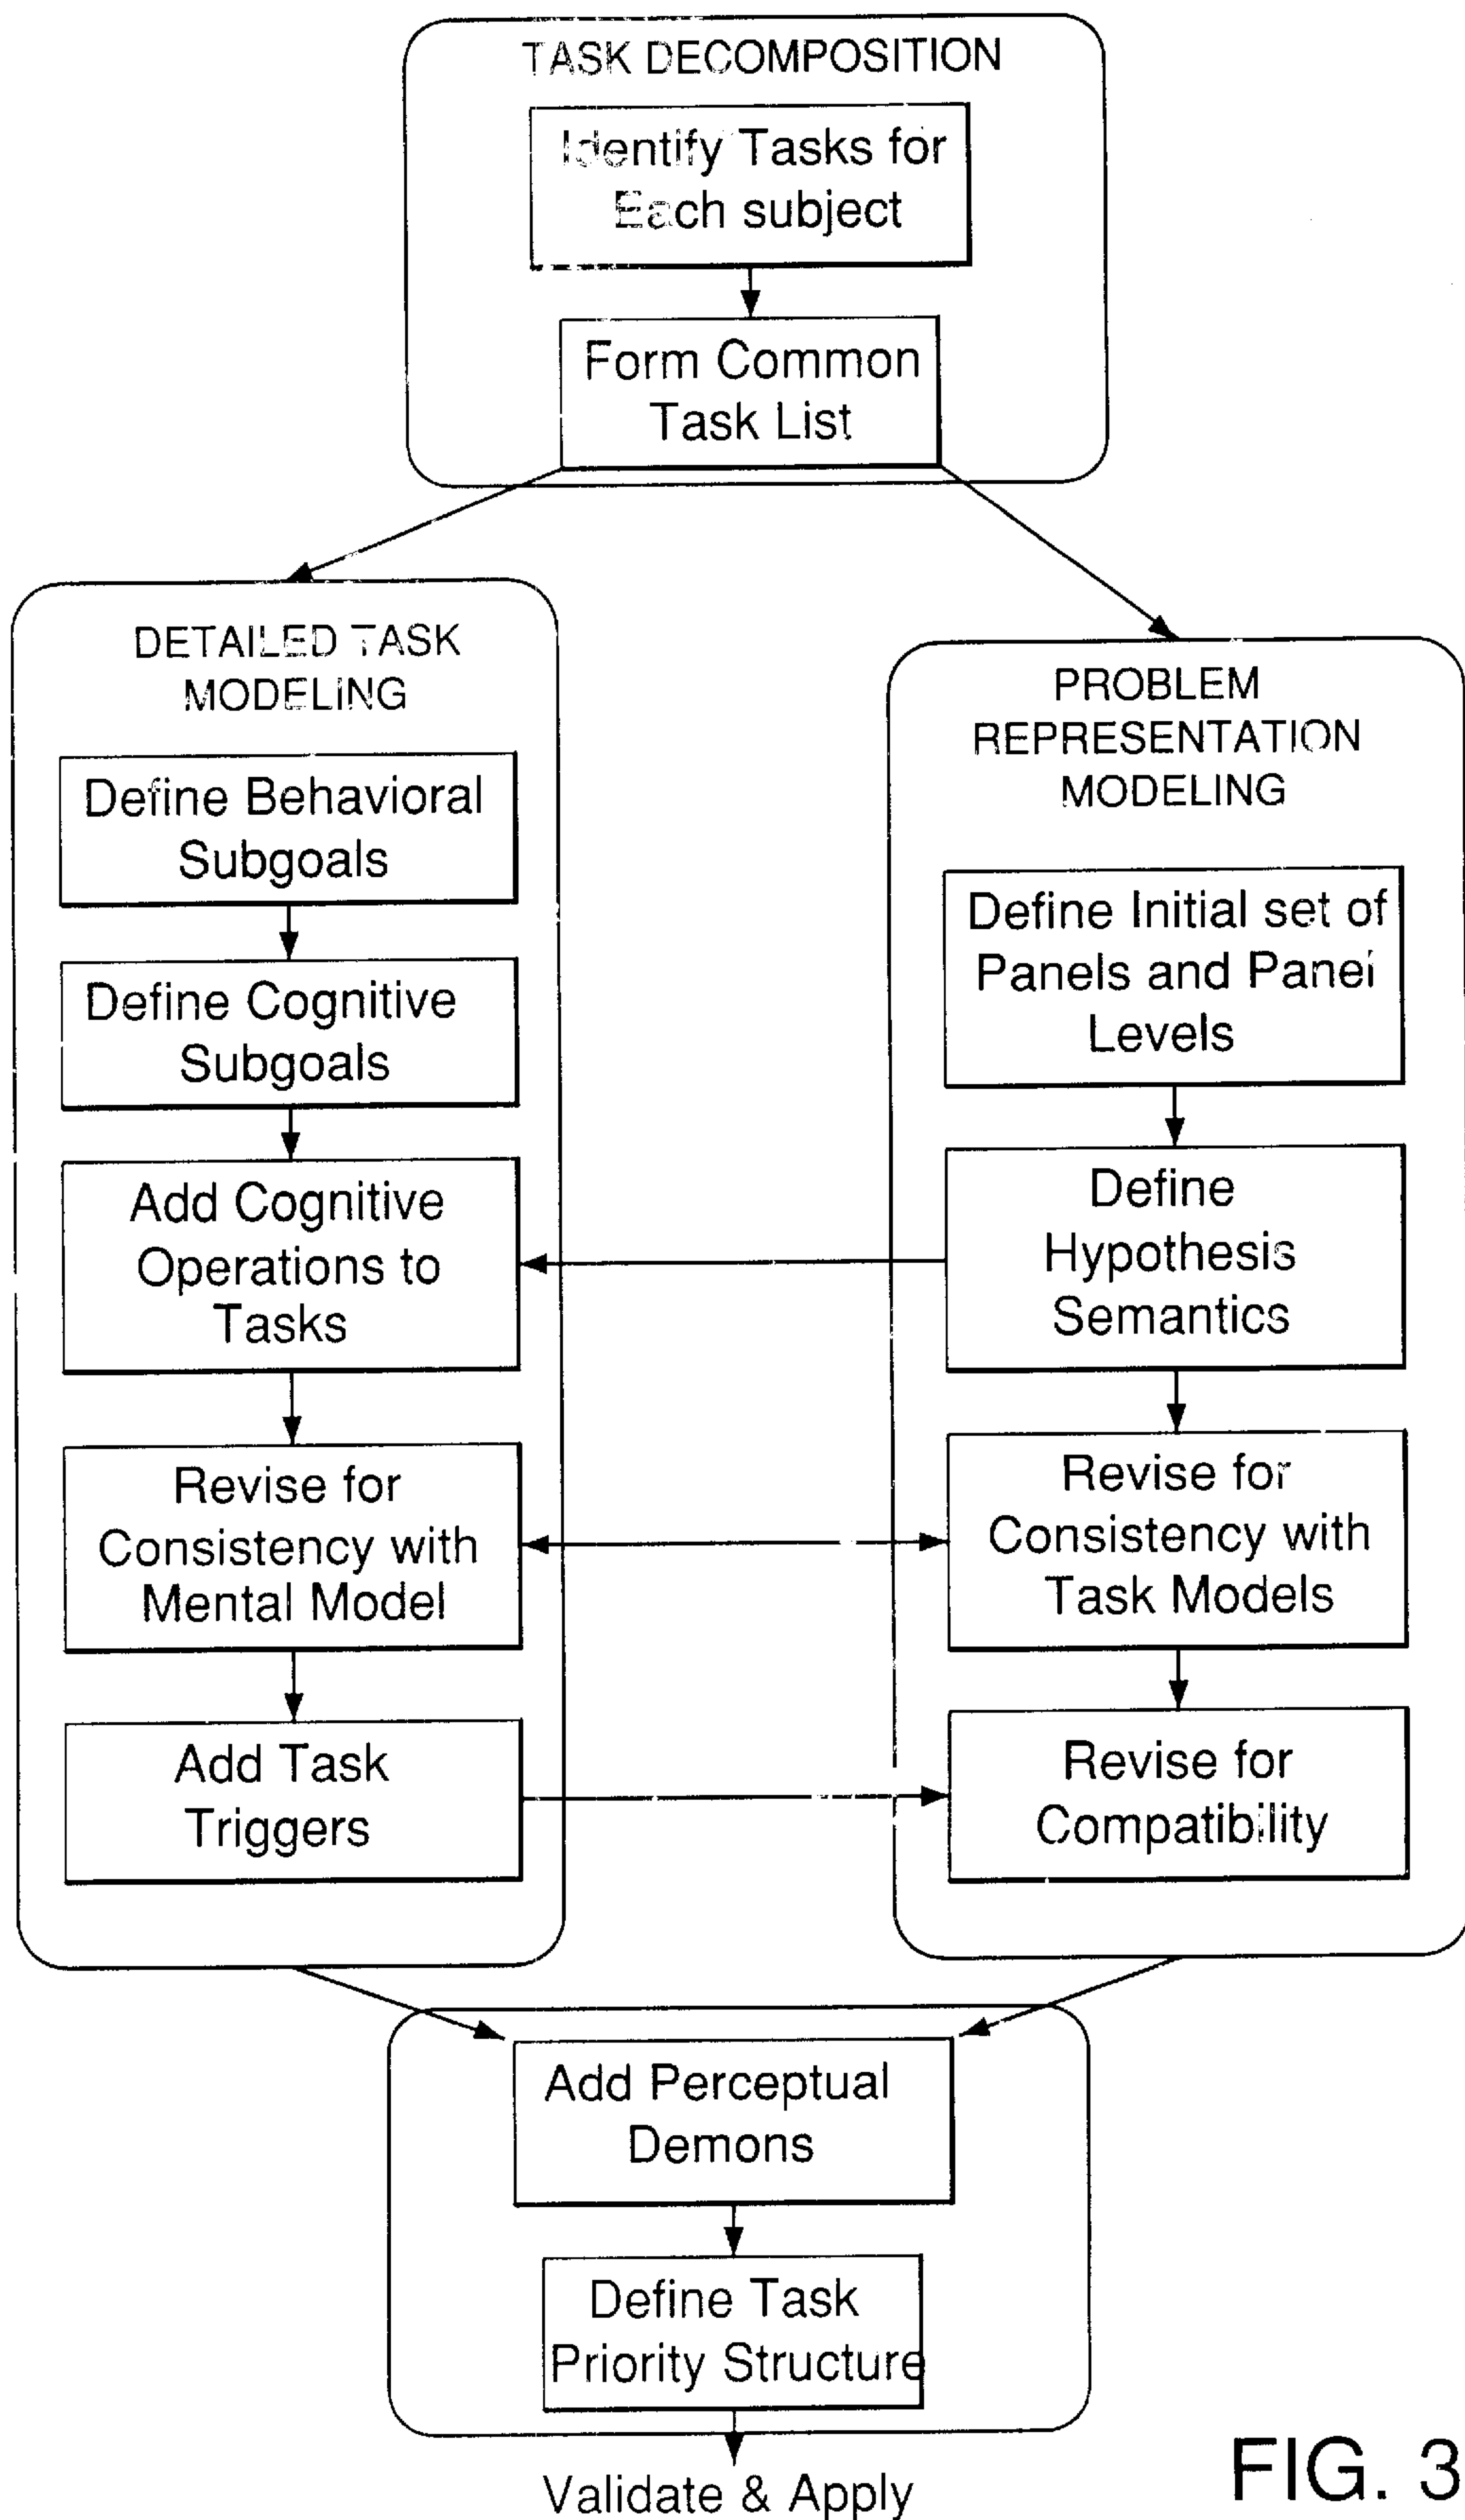 TASK DECOMPOSITION
Identify Tasks for
Each subject
Form Common
Task List
DETAILED TASK
MODELING
Define Behavioral
Subgoals
Define Cognitive
Subgoals
Add Cognitive
Operations to
Tasks
Revise for
Consistency with
Mental Model
Add Task
Triggers
PROBLEM
REPRESENTATION
MODELING
Define Initial set of
Panels and Panel
Levels
Define
Hypothesis
Semantics
Revise for
Consistency with
Task Models
Revise for
Compatibility
Add Perceptual
Demons
Define Task
Priority Structure
Validate & Apply
FIG. 3